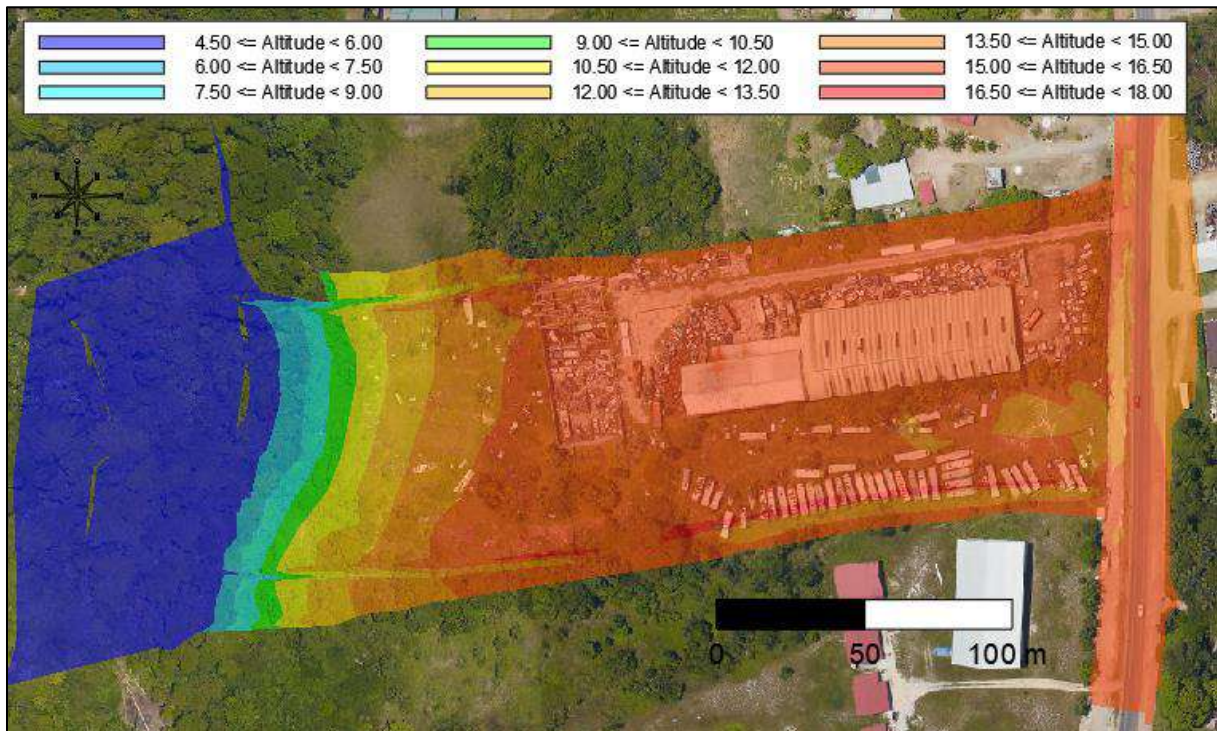 4.50 <= Altitude < 6.00
6.00 <= Altitude < 7.50
7.50 <= Altitude < 9.00
9.00 <= Altitude < 10.50
10.50 <= Altitude < 12.00
12.00 <= Altitude < 13.50
13.50 <= Altitude < 15.00
15.00 <= Altitude < 16.50
16.50 <= Altitude < 18.00
0 50 100 m